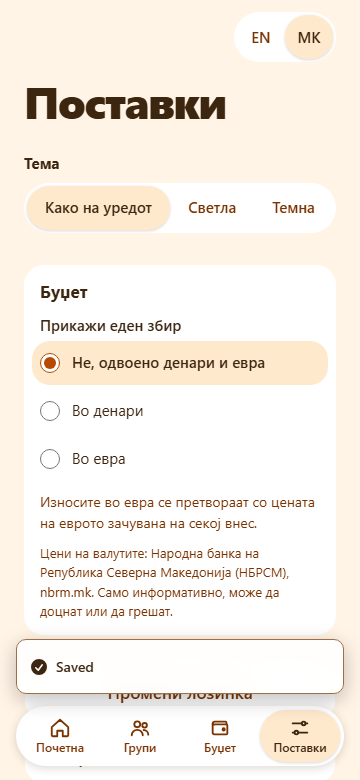 EN
MK
Поставки
Тема
Како на уредот
Светла
Темна
Буџет
Прикажи еден збир
Не, одвоено денари и евра
Во денари
Во евра
Износите во евра се претвораат со цената
на еврото зачувана на секој внес.
Цени на валутите: Народна банка на
Република Северна Македонија (НБРСМ),
nbrm.mk. Само информативно, може да
доцнат или да грешат.
Saved
Промени лозинка
Почетна
Групи
Буџет
Поставки